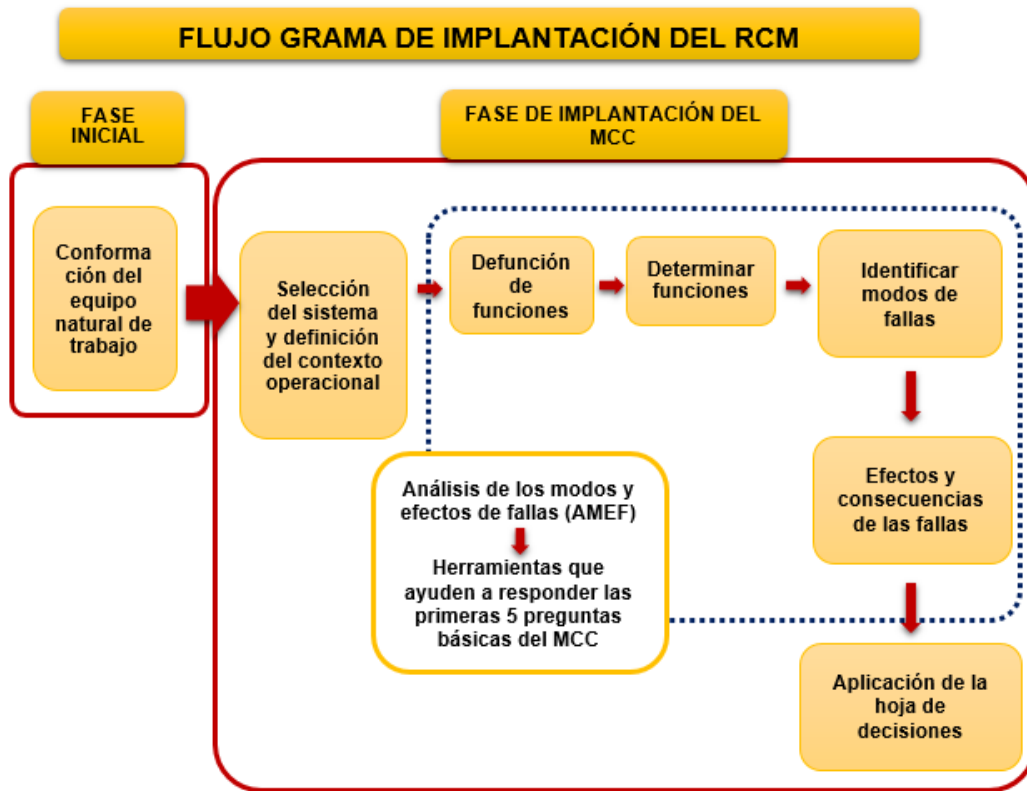 FLUJO GRAMA DE IMPLANTACIÓN DEL RCM
FASE
INICIAL
FASE DE IMPLANTACIÓN DEL
MCC
Conforma
ción del
equipo
natural de
trabajo
Selección
del sistema
y definición
del contexto
operacional
Defunción
de
funciones
Determinar
funciones
Identificar
modos de
fallas
Efectos y
consecuencias
de las fallas
Análisis de los modos y
efectos de fallas (AMEF)
Herramientas que
ayuden a responder las
primeras 5 preguntas
básicas del MCC
Aplicación de la
hoja de
decisiones